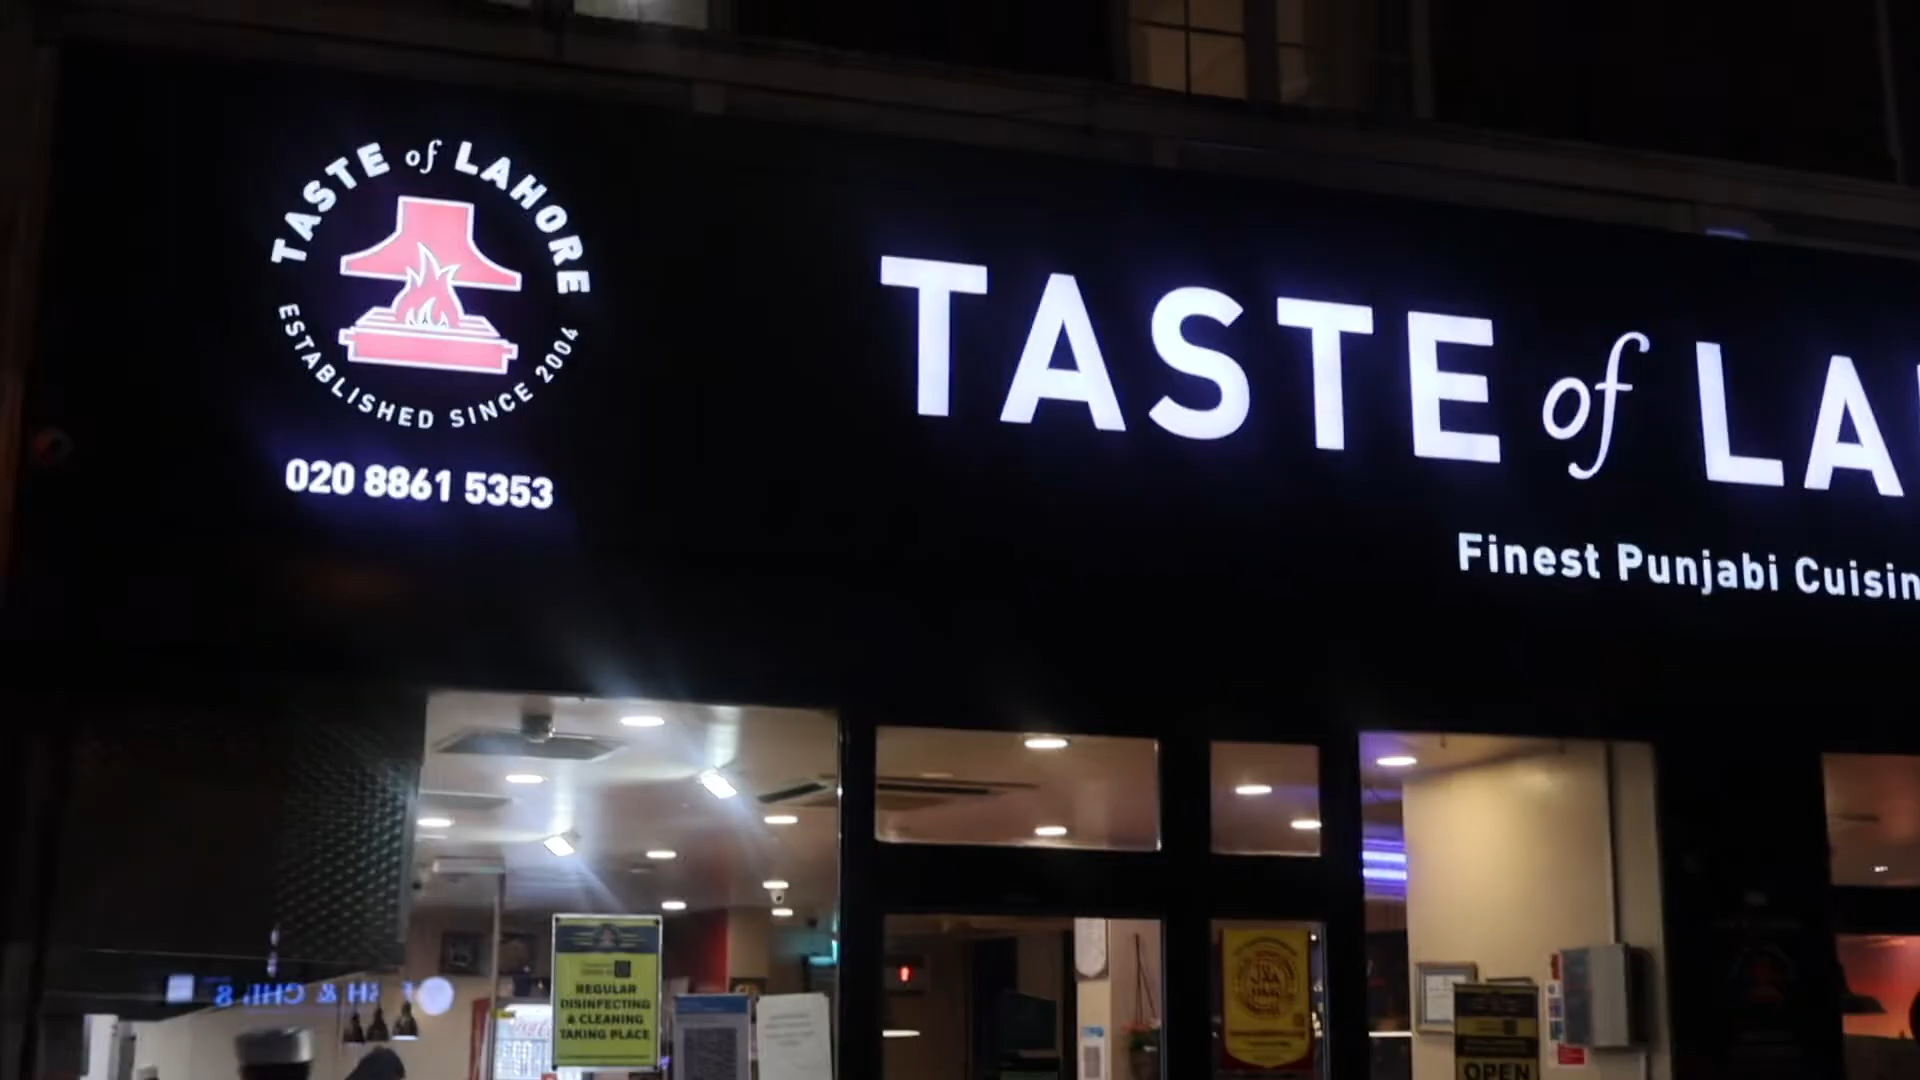 TASTE of LAHORE
ESTABLISHED SINCE 2004
020 8861 5353
TASTE of LA
Finest Punjabi Cuisin
REGULAR
DISINFECTING
& CLEANING
TAKING PLACE
OPEN